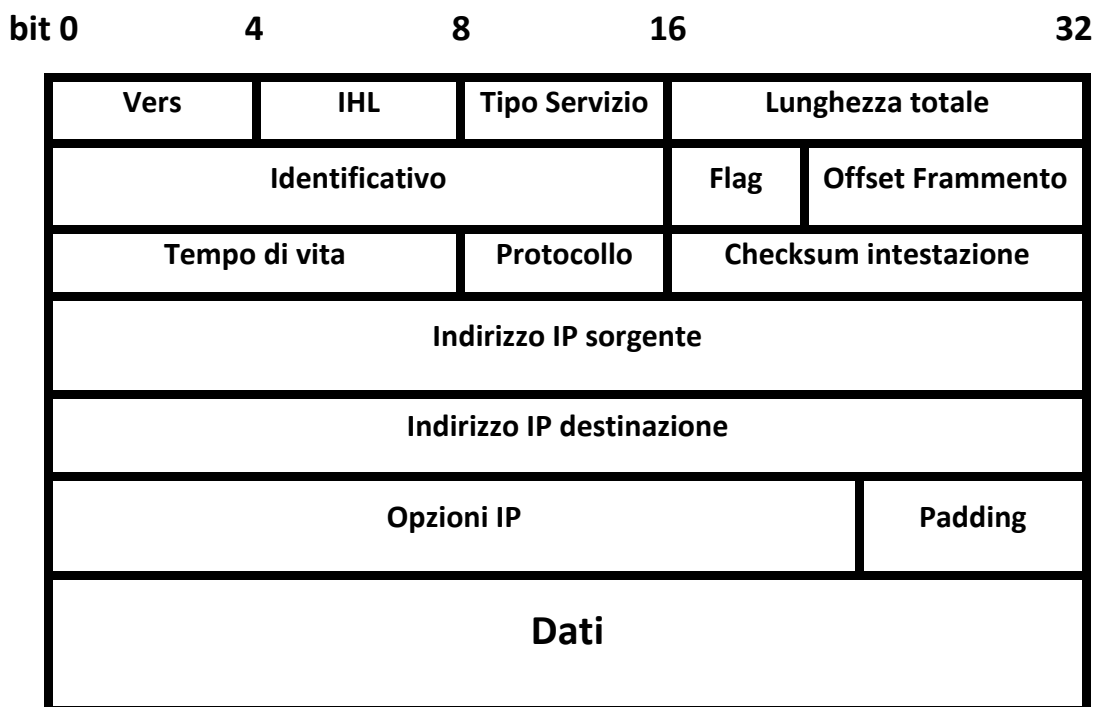 bit 0 4 8 16 32
Vers IHL Tipo Servizio Lunghezza totale
Identificativo Flag Offset Frammento
Tempo di vita Protocollo Checksum intestazione
Indirizzo IP sorgente
Indirizzo IP destinazione
Opzioni IP Padding
Dati